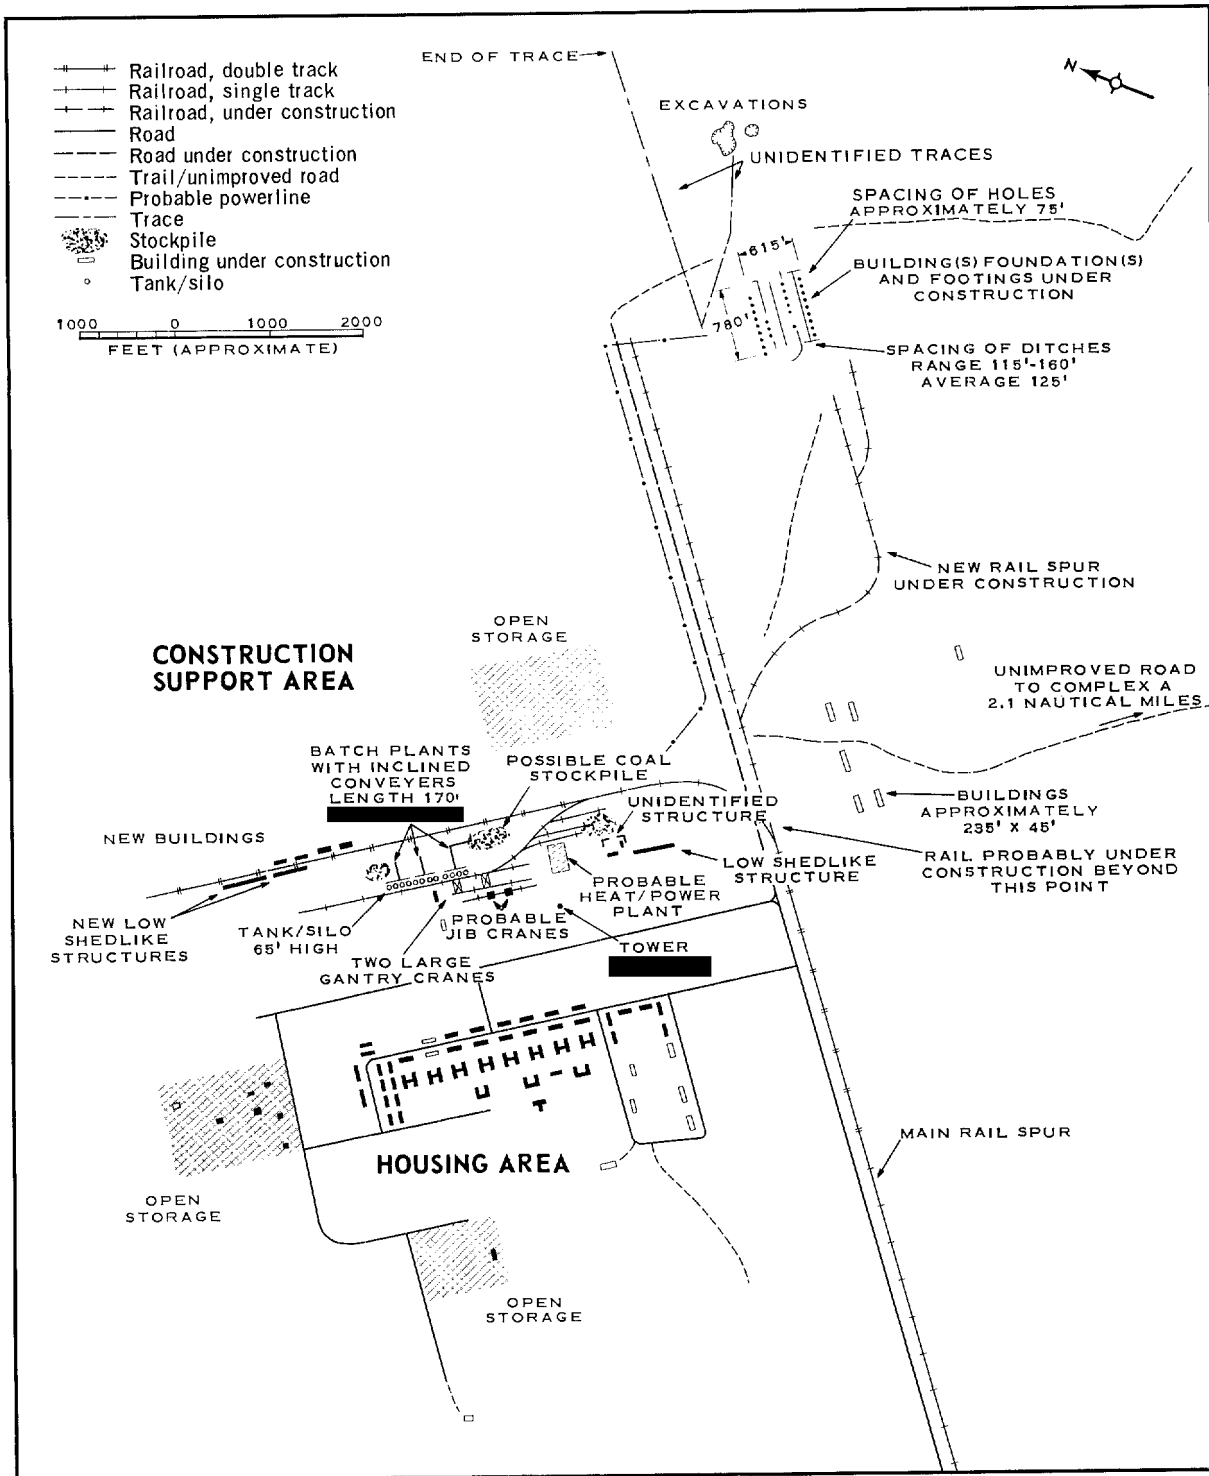 Railroad, double track
Railroad, single track
Railroad, under construction
Road
Road under construction
Trail/unimproved road
Probable powerline
Trace
Stockpile
Building under construction
Tank/silo
1000 0 1000 2000
FEET (APPROXIMATE)
END OF TRACE
N
EXCAVATIONS
UNIDENTIFIED TRACES
SPACING OF HOLES
APPROXIMATELY 75'
615'
BUILDING(S) FOUNDATION(S)
AND FOOTINGS UNDER
CONSTRUCTION
780'
SPACING OF DITCHES
RANGE 115'-160'
AVERAGE 125'
NEW RAIL SPUR
UNDER CONSTRUCTION
OPEN
STORAGE
CONSTRUCTION
SUPPORT AREA
UNIMPROVED ROAD
TO COMPLEX A
2.1 NAUTICAL MILES
BATCH PLANTS
WITH INCLINED
CONVEYERS
LENGTH 170'
POSSIBLE COAL
STOCKPILE
UNIDENTIFIED
STRUCTURE
BUILDINGS
APPROXIMATELY
235' X 45'
NEW BUILDINGS
LOW SHEDLIKE
STRUCTURE
RAIL PROBABLY UNDER
CONSTRUCTION BEYOND
THIS POINT
PROBABLE
HEAT/POWER
PLANT
NEW LOW
SHEDLIKE
STRUCTURES
TANK/SILO
65' HIGH
PROBABLE
JIB CRANES
TWO LARGE
GANTRY CRANES
TOWER
HOUSING AREA
MAIN RAIL SPUR
OPEN
STORAGE
OPEN
STORAGE